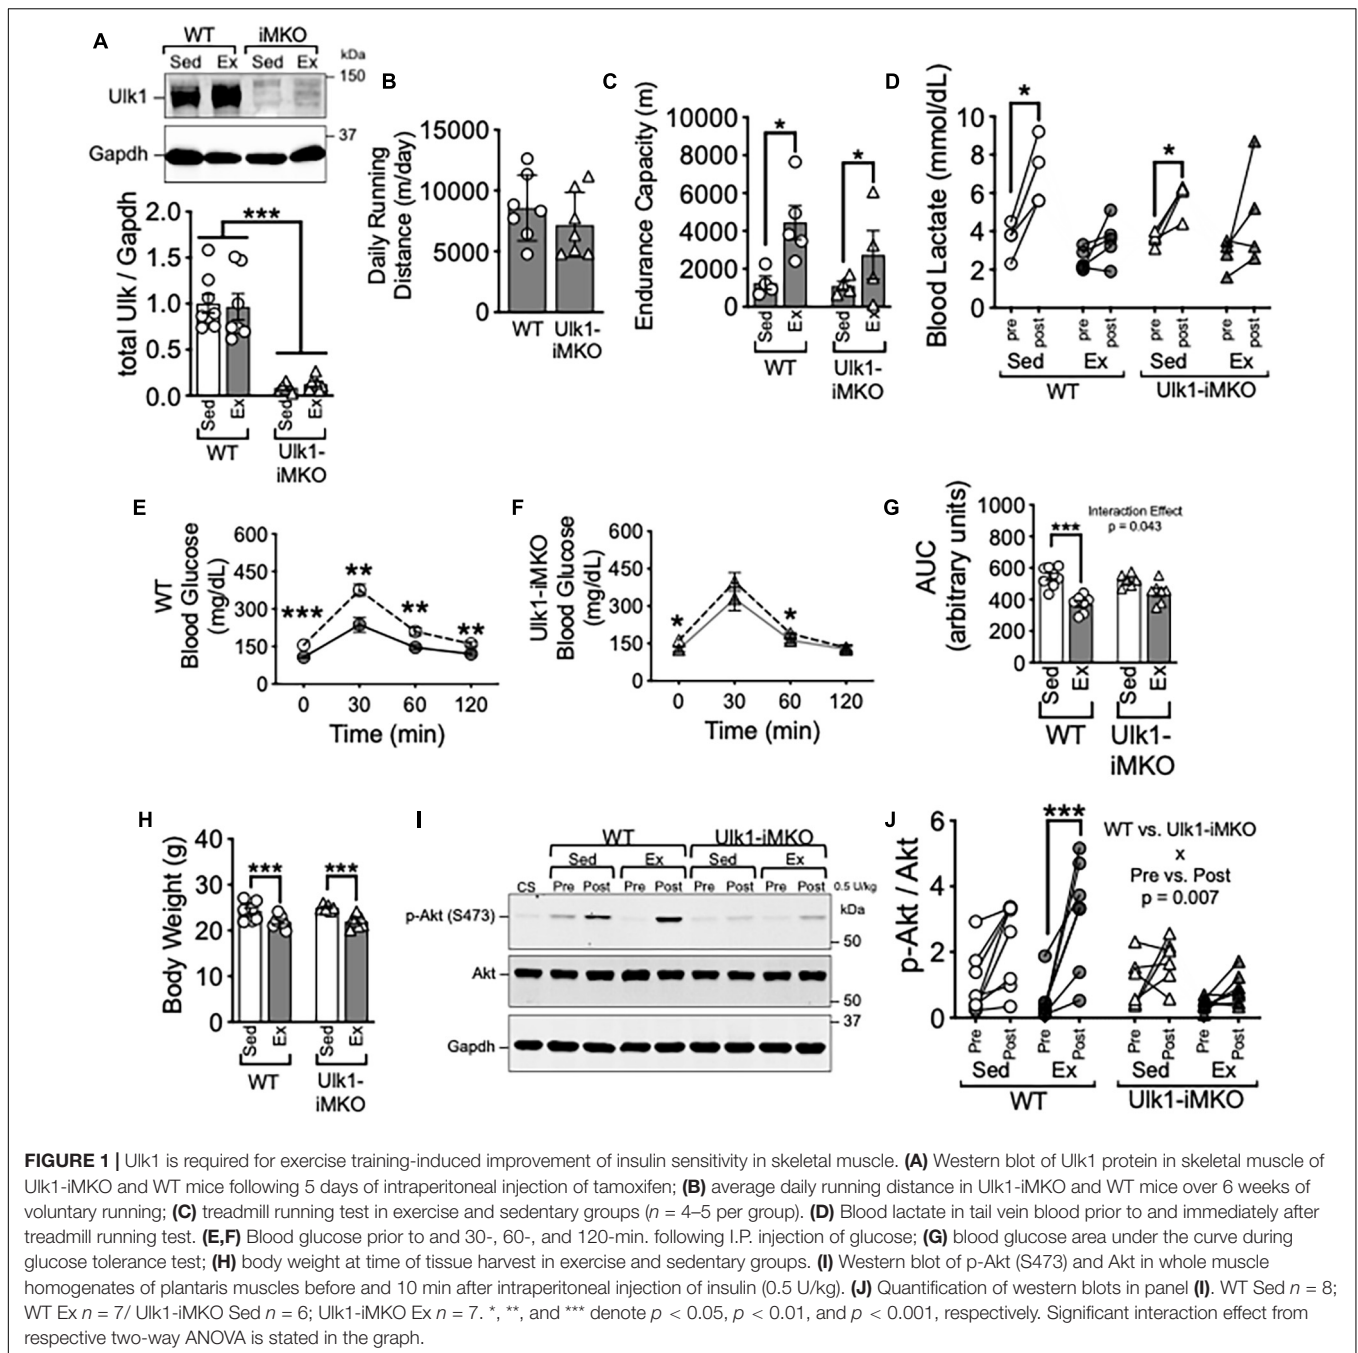 A
WT iMKO
Sed Ex Sed Ex kDa
150
Ulk1
37
Gapdh
total Ulk / Gapdh
2.0
1.5
1.0
0.5
0.0
***
Sed Ex Sed Ex
WT Ulk1-
iMKO
B
Daily Running
Distance (m/day)
15000
10000
5000
0
WT Ulk1-
iMKO
C
Endurance Capacity (m)
10000
8000
6000
4000
2000
0
* *
Sed Ex Sed Ex
WT Ulk1-
iMKO
D
Blood Lactate (mmol/dL)
10
8
6
4
2
0
* *
pre post pre post pre post pre post
Sed Ex Sed Ex
WT Ulk1-iMKO
E
WT
Blood Glucose
(mg/dL)
600
450
300
150
0
*** ** ** **
0 30 60 120
Time (min)
F
Ulk1-iMKO
Blood Glucose
(mg/dL)
600
450
300
150
0
* *
0 30 60 120
Time (min)
G
AUC
(arbitrary units)
1000
800
600
400
200
0
***
Interaction Effect
p = 0.043
Sed Ex Sed Ex
WT Ulk1-
iMKO
H
Body Weight (g)
40
30
20
10
0
*** ***
Sed Ex Sed Ex
WT Ulk1-
iMKO
I
WT Ulk1-iMKO
Sed Ex Sed Ex
CS Pre Post Pre Post Pre Post Pre Post 0.5 U/kg
kDa
p-Akt (S473)
50
Akt
50
37
Gapdh
J
p-Akt / Akt
6
4
2
0
***
WT vs. Ulk1-iMKO
x
Pre vs. Post
p = 0.007
Pre Post Pre Post Pre Post Pre Post
Sed Ex Sed Ex
WT Ulk1-iMKO
FIGURE 1 | Ulk1 is required for exercise training-induced improvement of insulin sensitivity in skeletal muscle. (A) Western blot of Ulk1 protein in skeletal muscle of
Ulk1-iMKO and WT mice following 5 days of intraperitoneal injection of tamoxifen; (B) average daily running distance in Ulk1-iMKO and WT mice over 6 weeks of
voluntary running; (C) treadmill running test in exercise and sedentary groups (n = 4–5 per group). (D) Blood lactate in tail vein blood prior to and immediately after
treadmill running test. (E,F) Blood glucose prior to and 30-, 60-, and 120-min. following I.P. injection of glucose; (G) blood glucose area under the curve during
glucose tolerance test; (H) body weight at time of tissue harvest in exercise and sedentary groups. (I) Western blot of p-Akt (S473) and Akt in whole muscle
homogenates of plantaris muscles before and 10 min after intraperitoneal injection of insulin (0.5 U/kg). (J) Quantification of western blots in panel (I). WT Sed n = 8;
WT Ex n = 7/ Ulk1-iMKO Sed n = 6; Ulk1-iMKO Ex n = 7. *, **, and *** denote p < 0.05, p < 0.01, and p < 0.001, respectively. Significant interaction effect from
respective two-way ANOVA is stated in the graph.